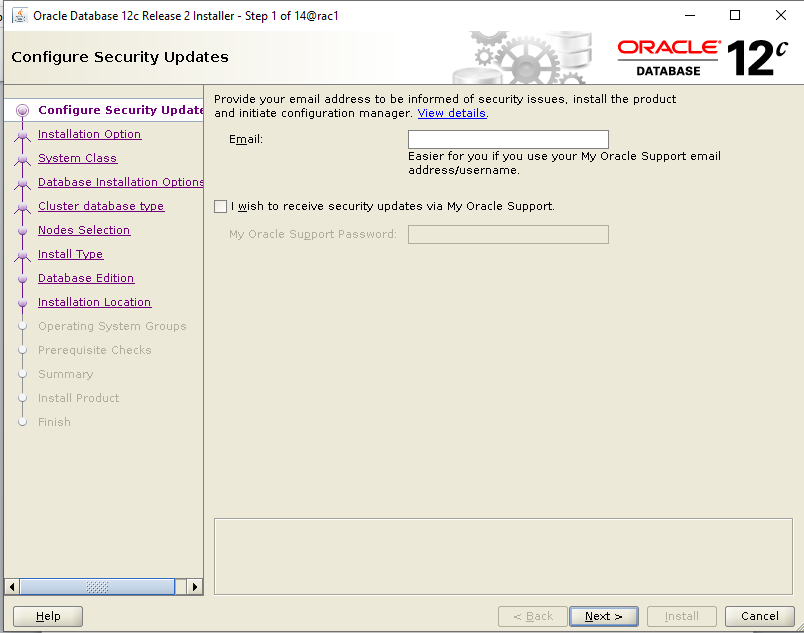 Oracle Database 12c Release 2 Installer - Step 1 of 14@rac1
Configure Security Updates
ORACLE
DATABASE
12c
Configure Security Update
Installation Option
System Class
Database Installation Options
Cluster database type
Nodes Selection
Install Type
Database Edition
Installation Location
Operating System Groups
Prerequisite Checks
Summary
Install Product
Finish
Provide your email address to be informed of security issues, install the product
and initiate configuration manager. View details.
Email:
Easier for you if you use your My Oracle Support email
address/username.
I wish to receive security updates via My Oracle Support.
My Oracle Support Password:
Help
< Back
Next >
Install
Cancel